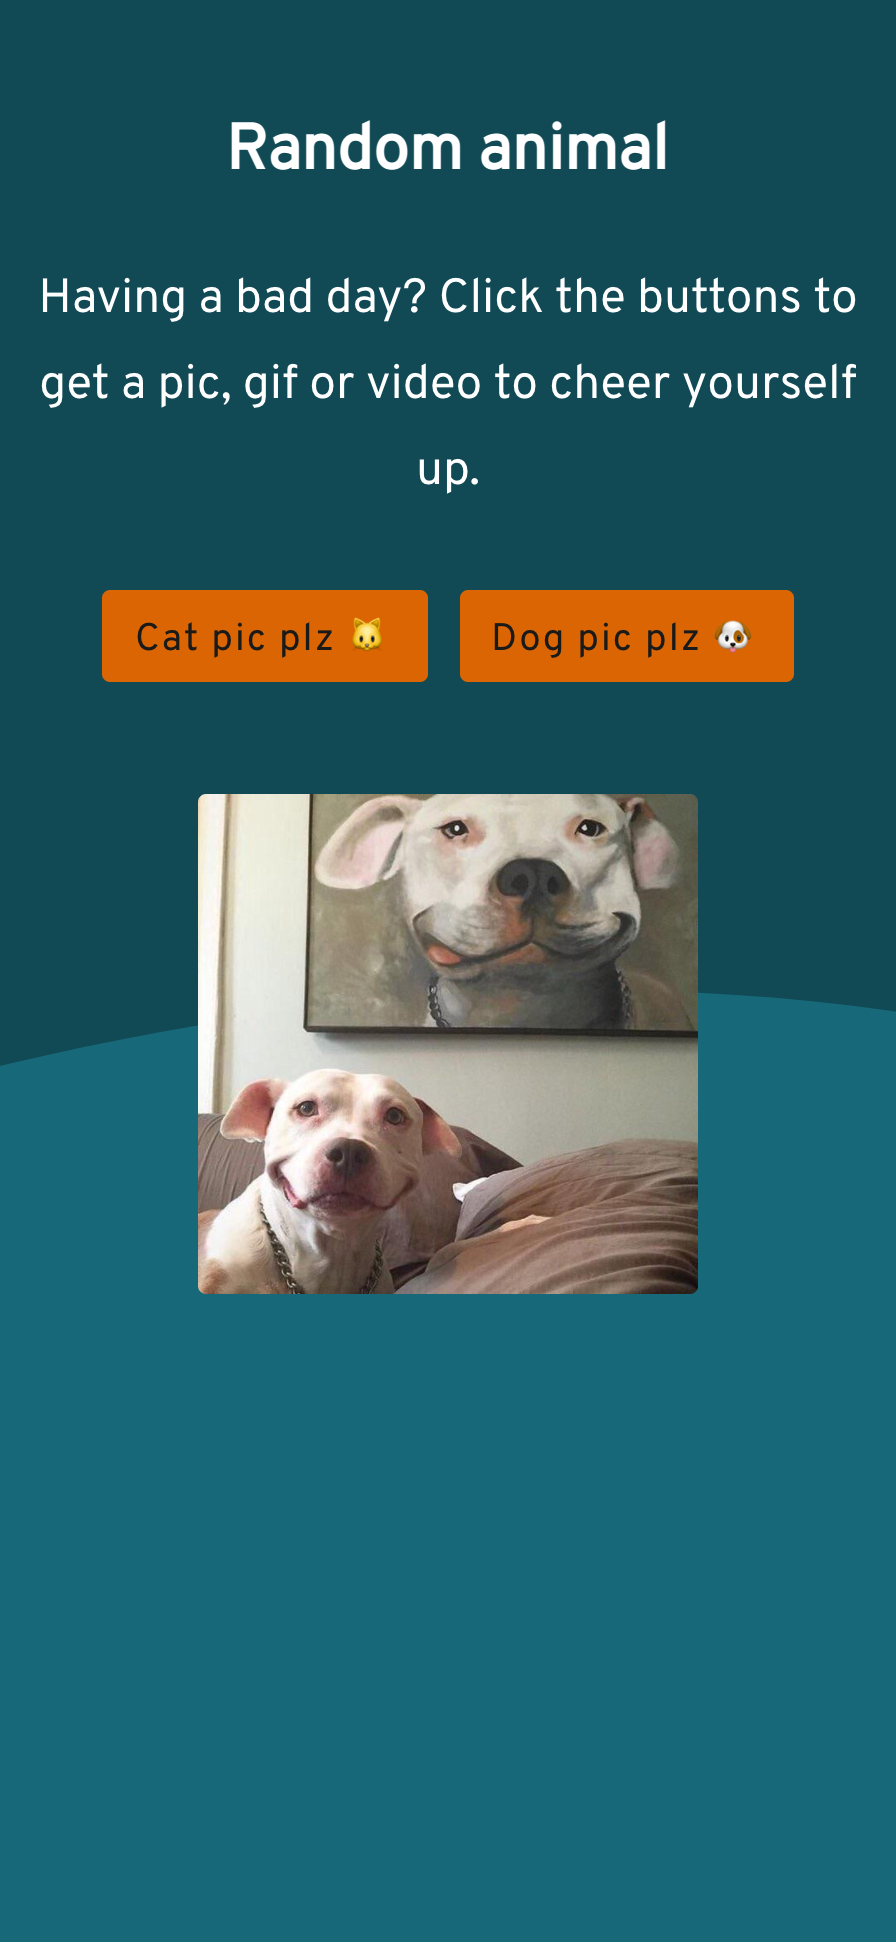 Random animal
Having a bad day? Click the buttons to
get a pic, gif or video to cheer yourself
up.
Cat pic plz 🐱
Dog pic plz 🐶